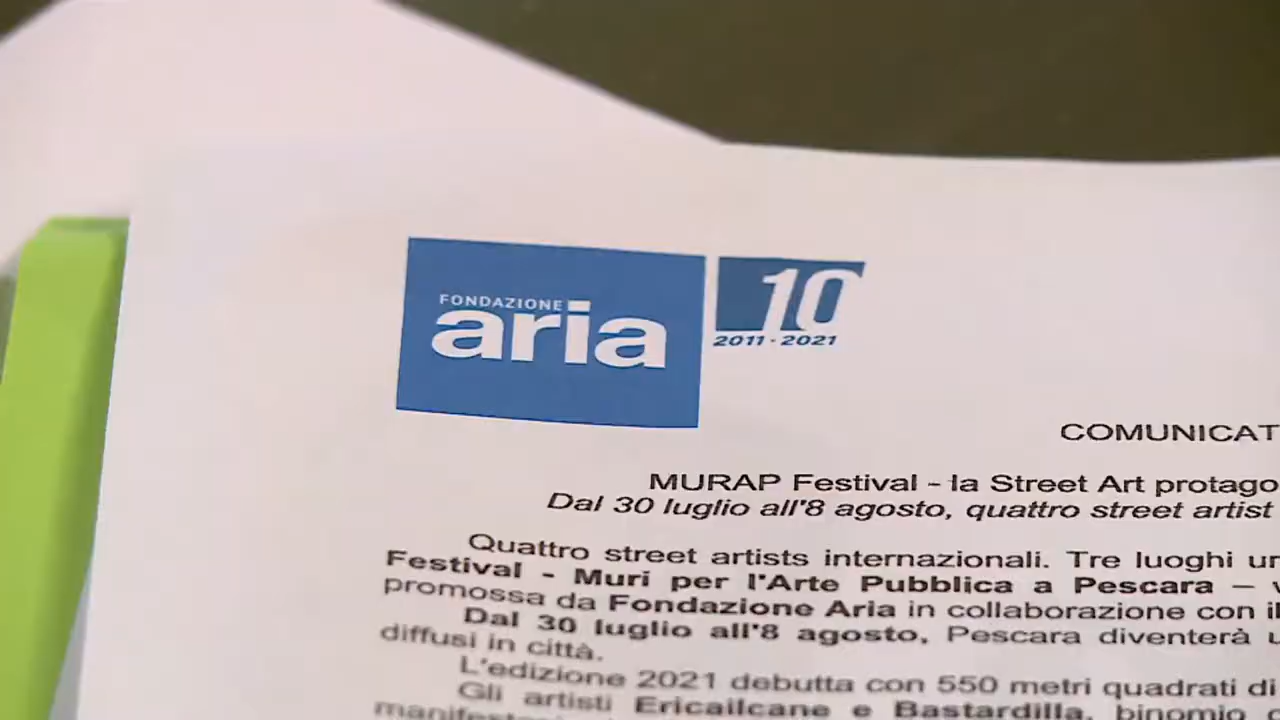 FONDAZIONE
aria
10
2011 - 2021
COMUNICAT
MURAP Festival - la Street Art protago
Dal 30 luglio all'8 agosto, quattro street artist
Quattro street artists internazionali. Tre luoghi ur
Festival - Muri per l'Arte Pubblica a Pescara –
promossa da Fondazione Aria in collaborazione con il
Dal 30 luglio all'8 agosto, Pescara diventerà u
diffusi in città.
L'edizione 2021 debutta con 550 metri quadrati di
Gli artisti Ericailcane e Bastardilla, binomio